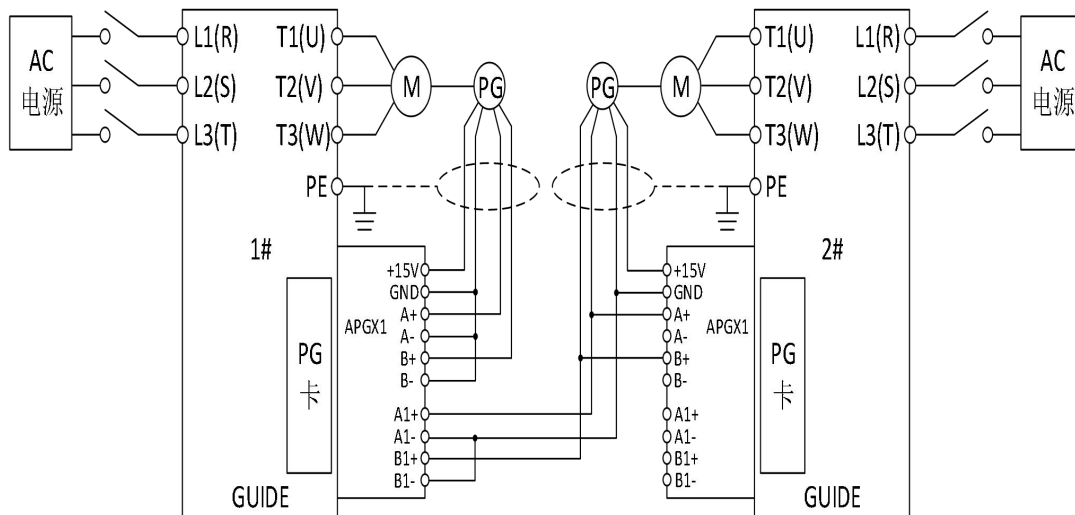 AC
电源
L1(R)
L2(S)
L3(T)
T1(U)
T2(V)
T3(W)
PE
M
PG
1#
PG
卡
APGX1
+15V
GND
A+
A-
B+
B-
A1+
A1-
B1+
B1-
GUIDE
PG
M
T1(U)
T2(V)
T3(W)
PE
L1(R)
L2(S)
L3(T)
AC
电源
2#
+15V
GND
A+
A-
B+
B-
A1+
A1-
B1+
B1-
APGX1
PG
卡
GUIDE